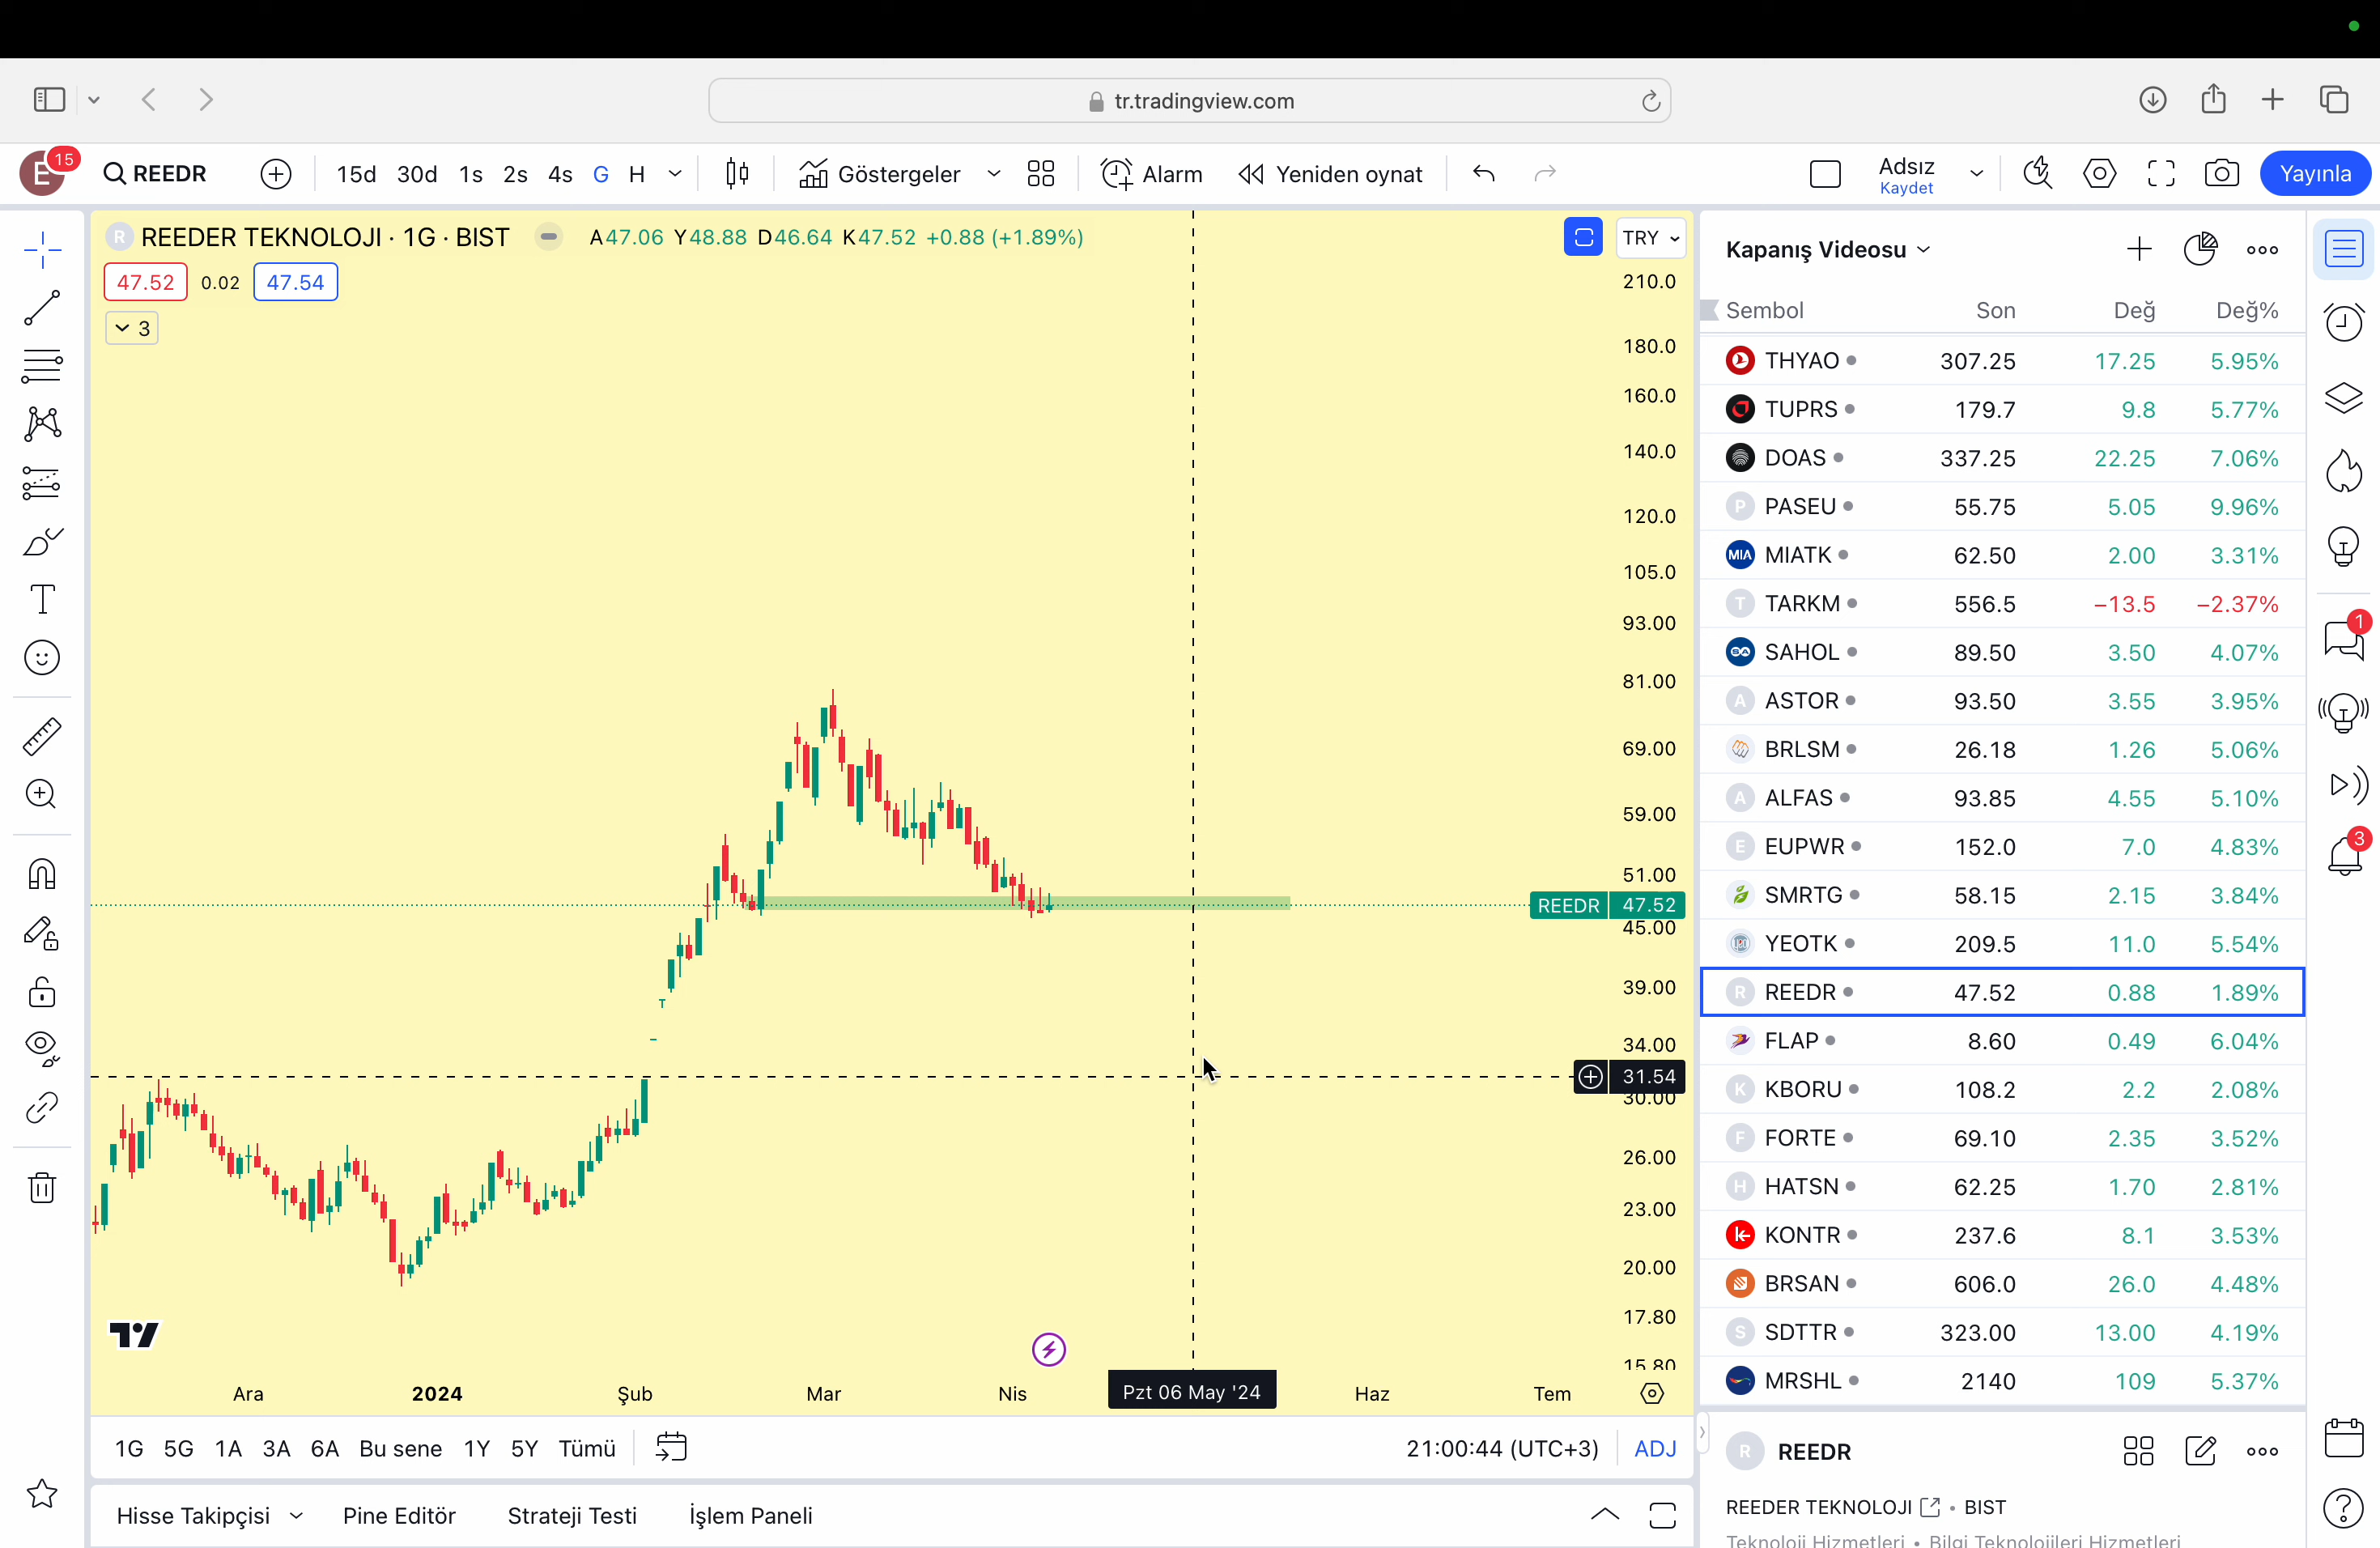 tr.tradingview.com
E 15 REEDR 15d 30d 1s 2s 4s G H Göstergeler Alarm Yeniden oynat Adsız Kaydet Yayınla
R REEDER TEKNOLOJI · 1G · BIST A47.06 Y48.88 D46.64 K47.52 +0.88 (+1.89%) TRY
47.52 0.02 47.54
3
210.0
180.0
160.0
140.0
120.0
105.0
93.00
81.00
69.00
59.00
51.00
REEDR 47.52
45.00
39.00
34.00
31.54
30.00
26.00
23.00
20.00
17.80
15.80
Ara 2024 Şub Mar Nis Pzt 06 May '24 Haz Tem
1G 5G 1A 3A 6A Bu sene 1Y 5Y Tümü 21:00:44 (UTC+3) ADJ
Hisse Takipçisi Pine Editör Strateji Testi İşlem Paneli
Kapanış Videosu
Sembol Son Değ Değ%
THYAO 307.25 17.25 5.95%
TUPRS 179.7 9.8 5.77%
DOAS 337.25 22.25 7.06%
P PASEU 55.75 5.05 9.96%
MIA MIATK 62.50 2.00 3.31%
T TARKM 556.5 −13.5 −2.37%
SA SAHOL 89.50 3.50 4.07%
A ASTOR 93.50 3.55 3.95%
BRLSM 26.18 1.26 5.06%
A ALFAS 93.85 4.55 5.10%
E EUPWR 152.0 7.0 4.83%
SMRTG 58.15 2.15 3.84%
YEOTK 209.5 11.0 5.54%
R REEDR 47.52 0.88 1.89%
FLAP 8.60 0.49 6.04%
K KBORU 108.2 2.2 2.08%
F FORTE 69.10 2.35 3.52%
H HATSN 62.25 1.70 2.81%
KONTR 237.6 8.1 3.53%
BRSAN 606.0 26.0 4.48%
S SDTTR 323.00 13.00 4.19%
MRSHL 2140 109 5.37%
R REEDR
REEDER TEKNOLOJI • BIST
Teknoloji Hizmetleri • Bilgi Teknolojileri Hizmetleri
1
3